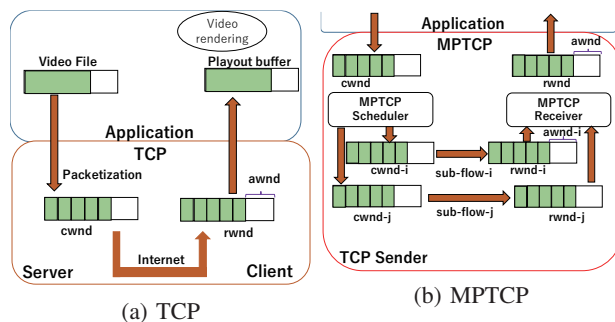 Video
rendering
Video File
Playout buffer
Application
TCP
Packetization
awnd
cwnd
rwnd
Internet
Server
Client
(a) TCP
Application
MPTCP
awnd
cwnd
rwnd
MPTCP
Scheduler
MPTCP
Receiver
awnd-i
cwnd-i
sub-flow-i
rwnd-i
cwnd-j
sub-flow-j
rwnd-j
TCP Sender
(b) MPTCP